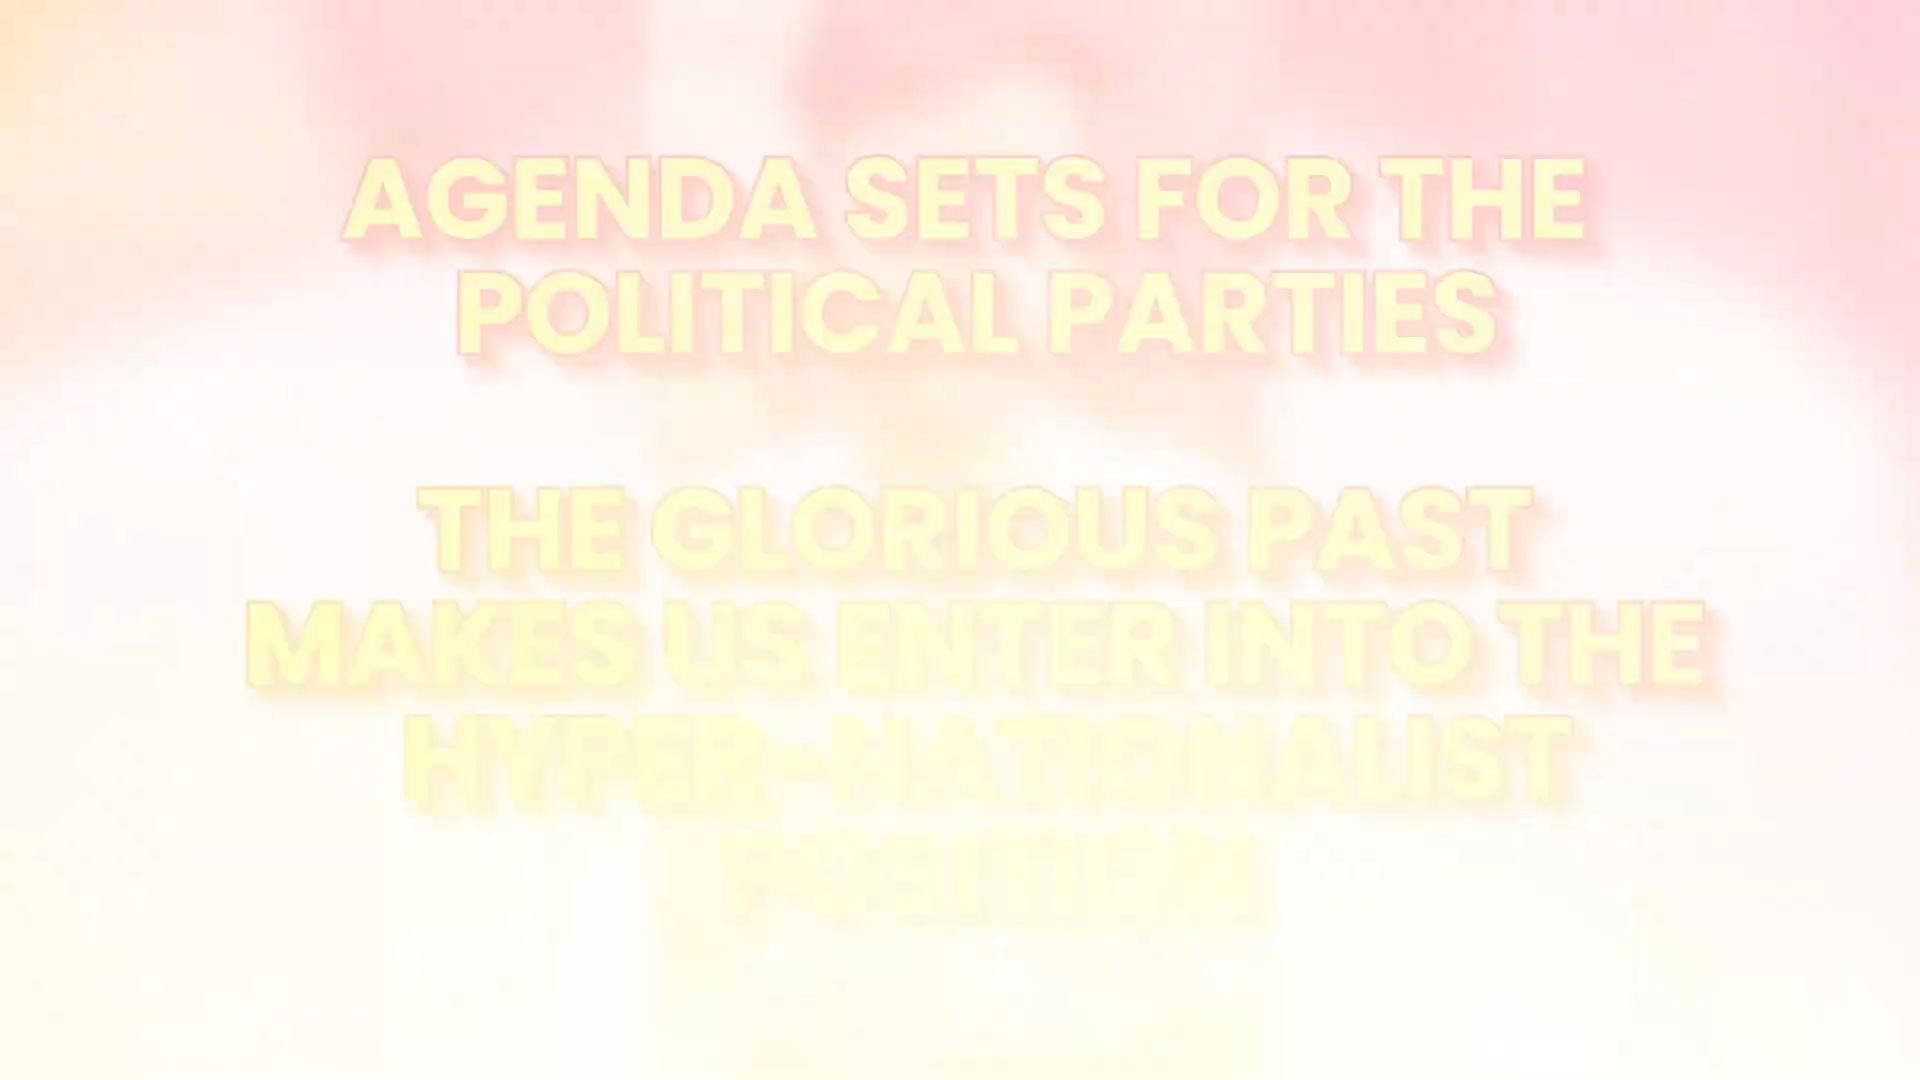 AGENDA SETS FOR THE
POLITICAL PARTIES
THE GLORIOUS PAST
MAKES US ENTER INTO THE
HYPER-NATIONALIST